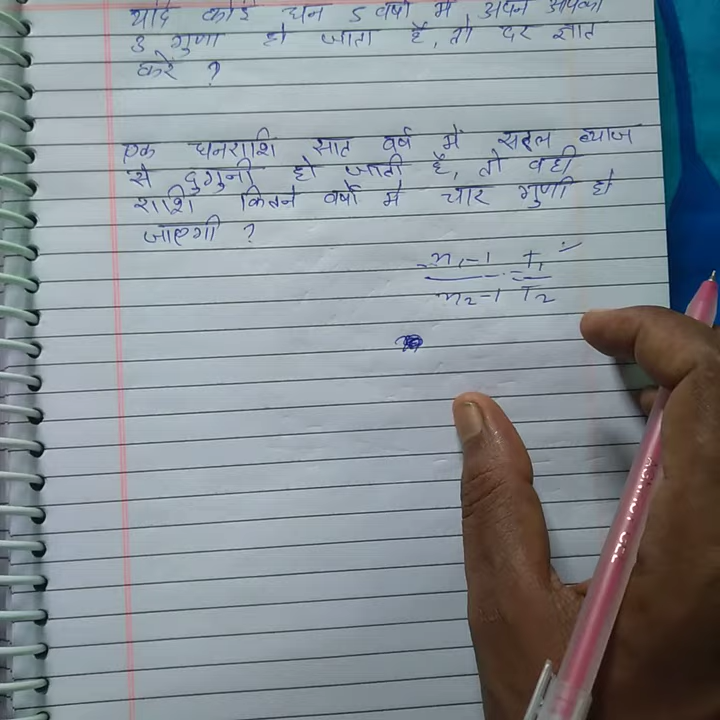 यदि कोई धन 5 वर्षो में अपने आपका
3 गुणा हो जाता है, तो दर ज्ञात
करें ?
एक धनराशि सात वर्ष में सरल ब्याज
से दुगुनी हो जाती है, तो वही
राशि कितने वर्षो में चार गुणी हो
जाएगी ?
n₁-1 / n₂-1 = T₁ / T₂